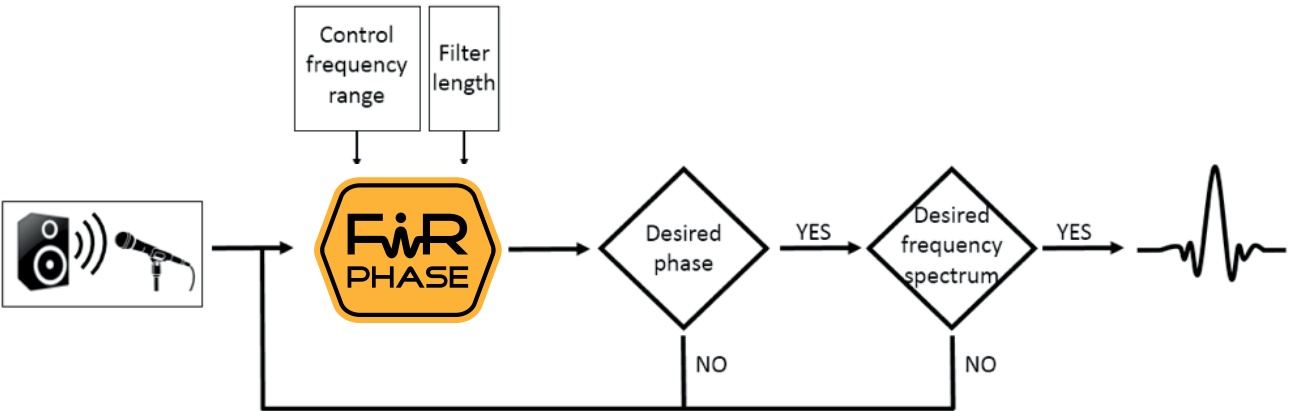 Control
frequency
range
Filter
length
FIR
PHASE
Desired
phase
YES
Desired
frequency
spectrum
YES
NO
NO